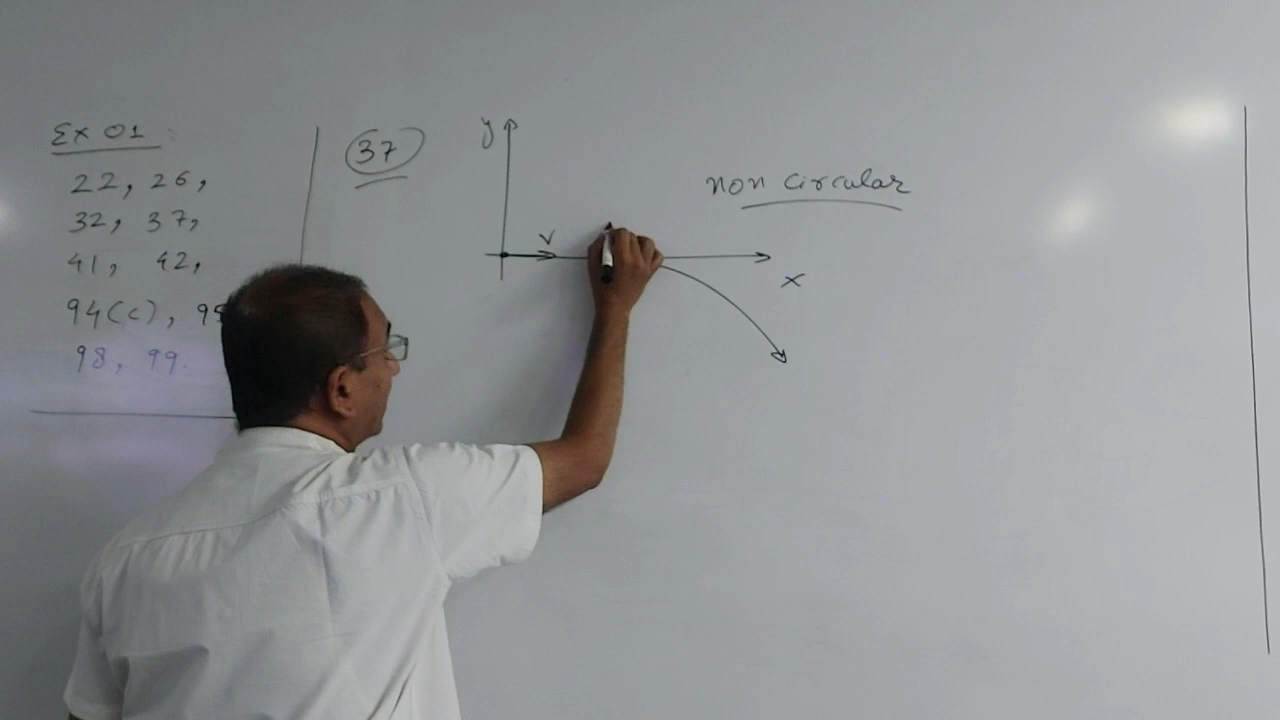 Ex 01:
22, 26,
32, 37,
41, 42,
94(c), 95
98, 99.
37
y
non circular
v
x